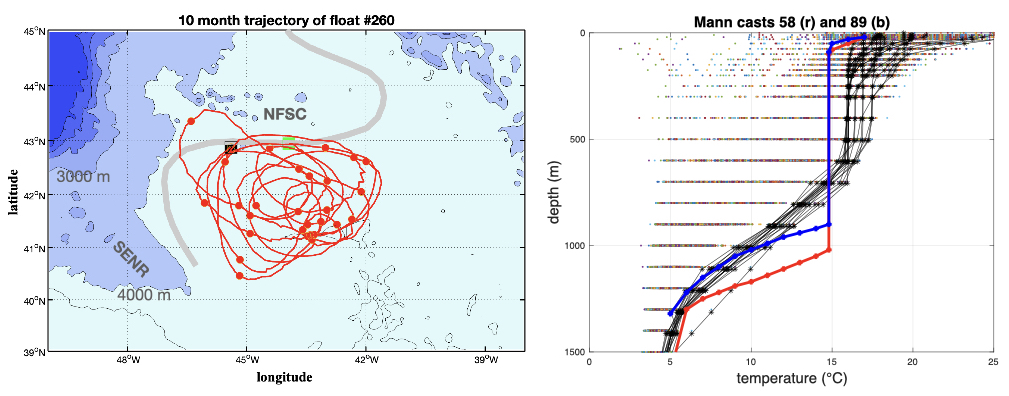 10 month trajectory of float #260
45°N
44°N
43°N
42°N
41°N
40°N
39°N
latitude
NFSC
3000 m
SENR
4000 m
48°W
45°W
42°W
39°W
longitude
Mann casts 58 (r) and 89 (b)
0
500
1000
1500
depth (m)
0
5
10
15
20
25
temperature (°C)